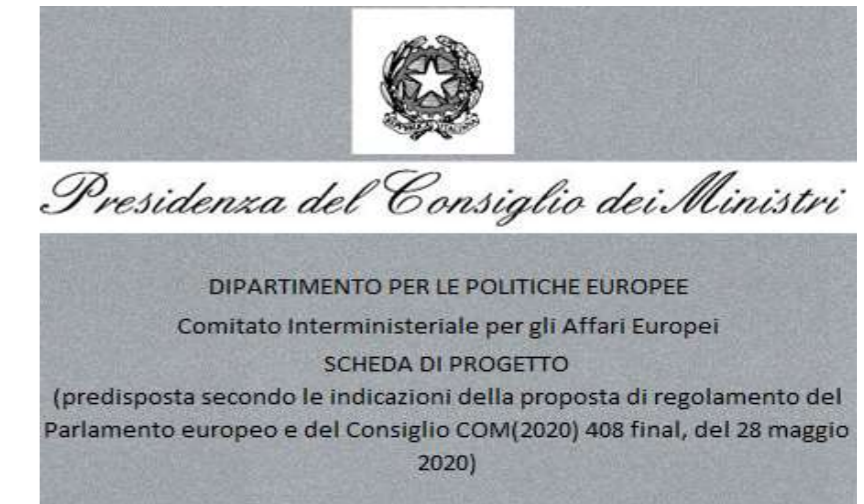 REPVBBLICA ITALIANA
Presidenza del Consiglio dei Ministri
DIPARTIMENTO PER LE POLITICHE EUROPEE
Comitato Interministeriale per gli Affari Europei
SCHEDA DI PROGETTO
(predisposta secondo le indicazioni della proposta di regolamento del
Parlamento europeo e del Consiglio COM(2020) 408 final, del 28 maggio
2020)